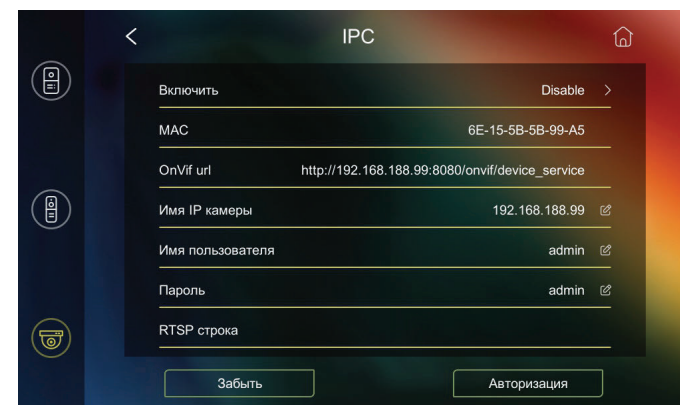 IPC
Включить Disable
MAC 6E-15-5B-5B-99-A5
OnVif url http://192.168.188.99:8080/onvif/device_service
Имя IP камеры 192.168.188.99
Имя пользователя admin
Пароль admin
RTSP строка
Забыть Авторизация